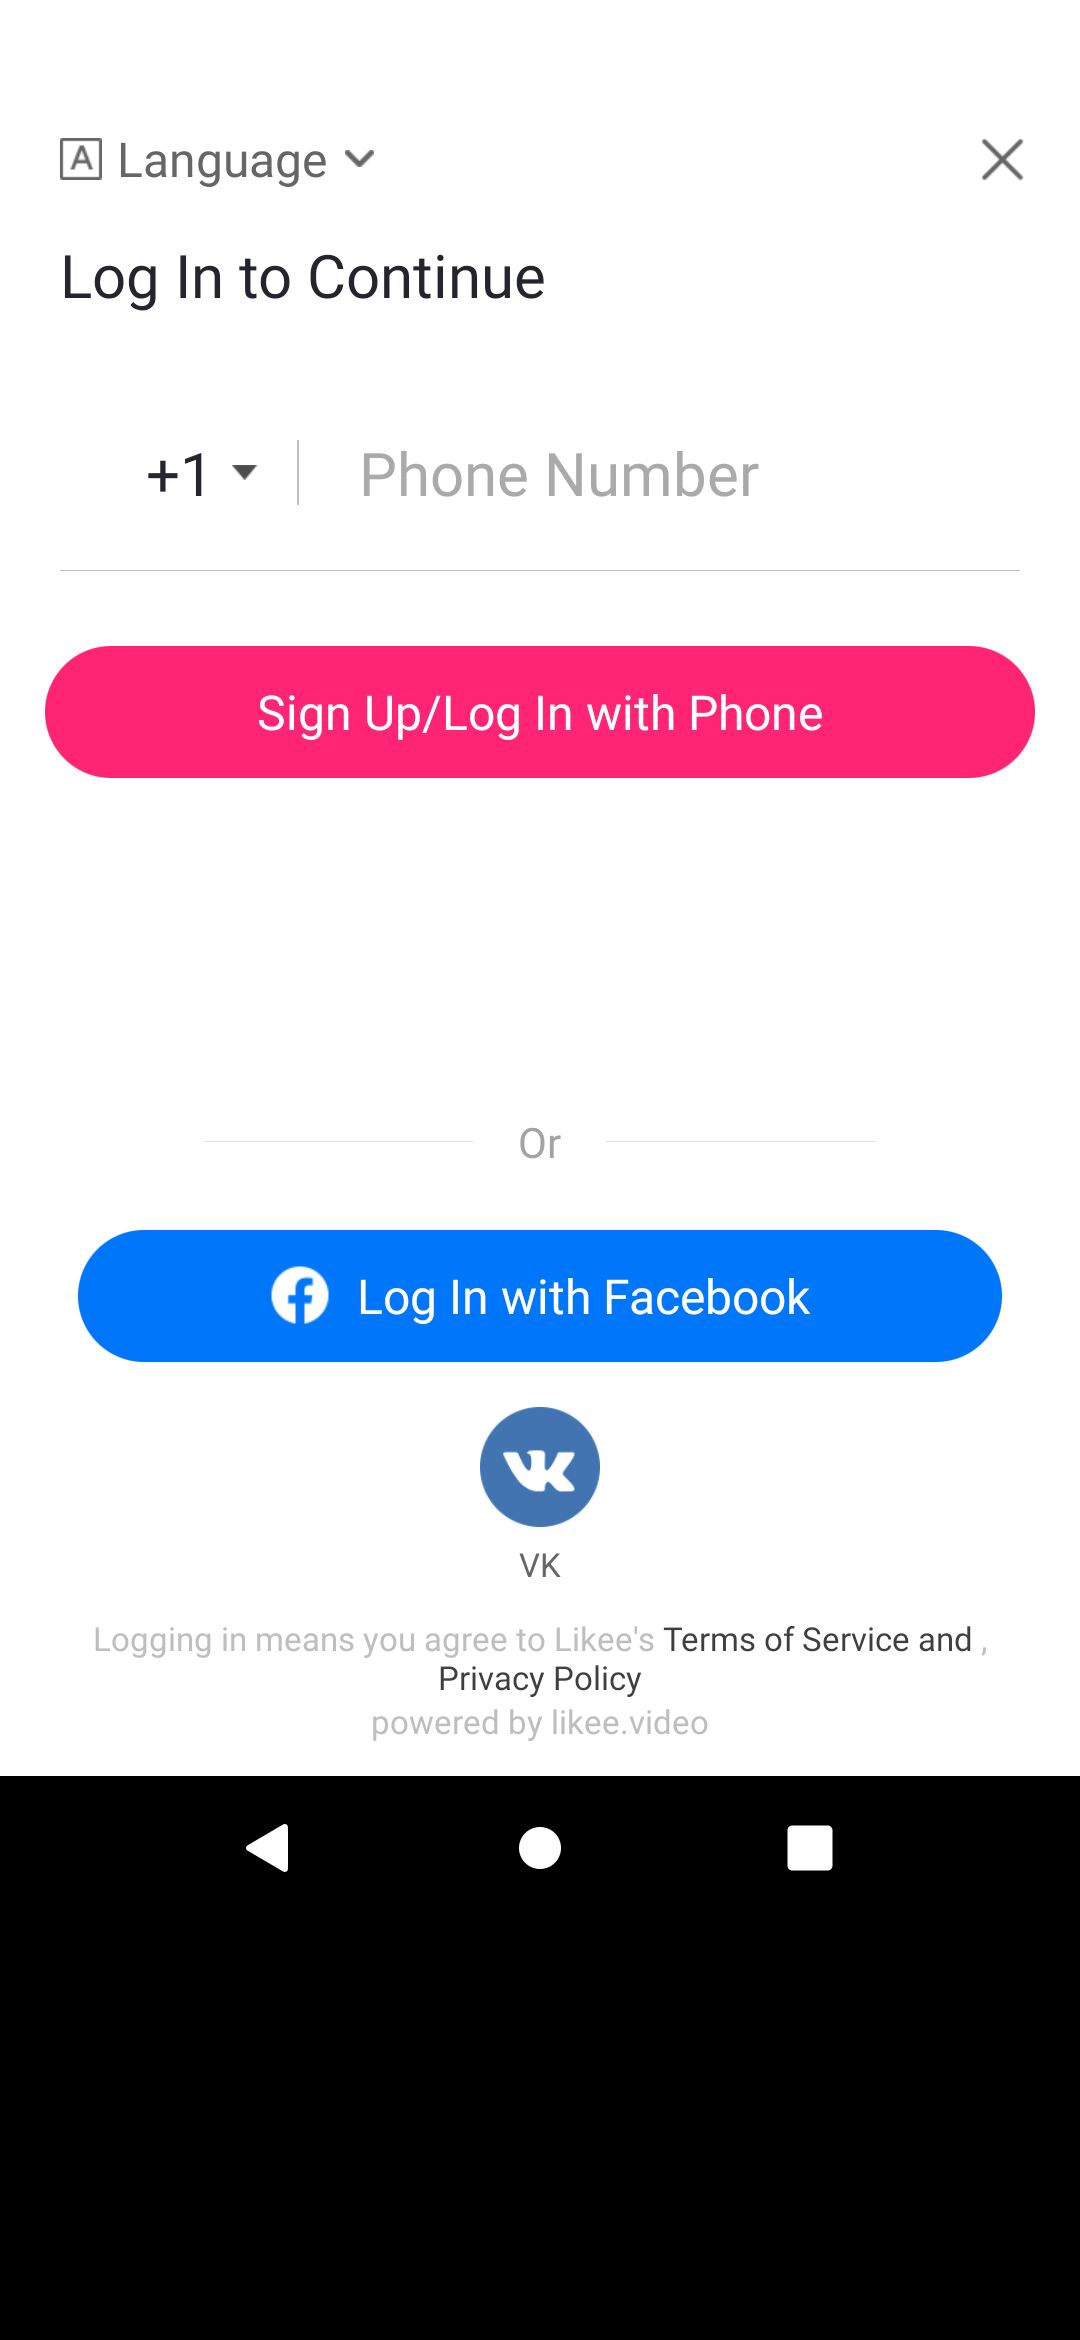 A Language
Log In to Continue
+1 Phone Number
Sign Up/Log In with Phone
Or
Log In with Facebook
VK
Logging in means you agree to Likee's Terms of Service and ,
Privacy Policy
powered by likee.video